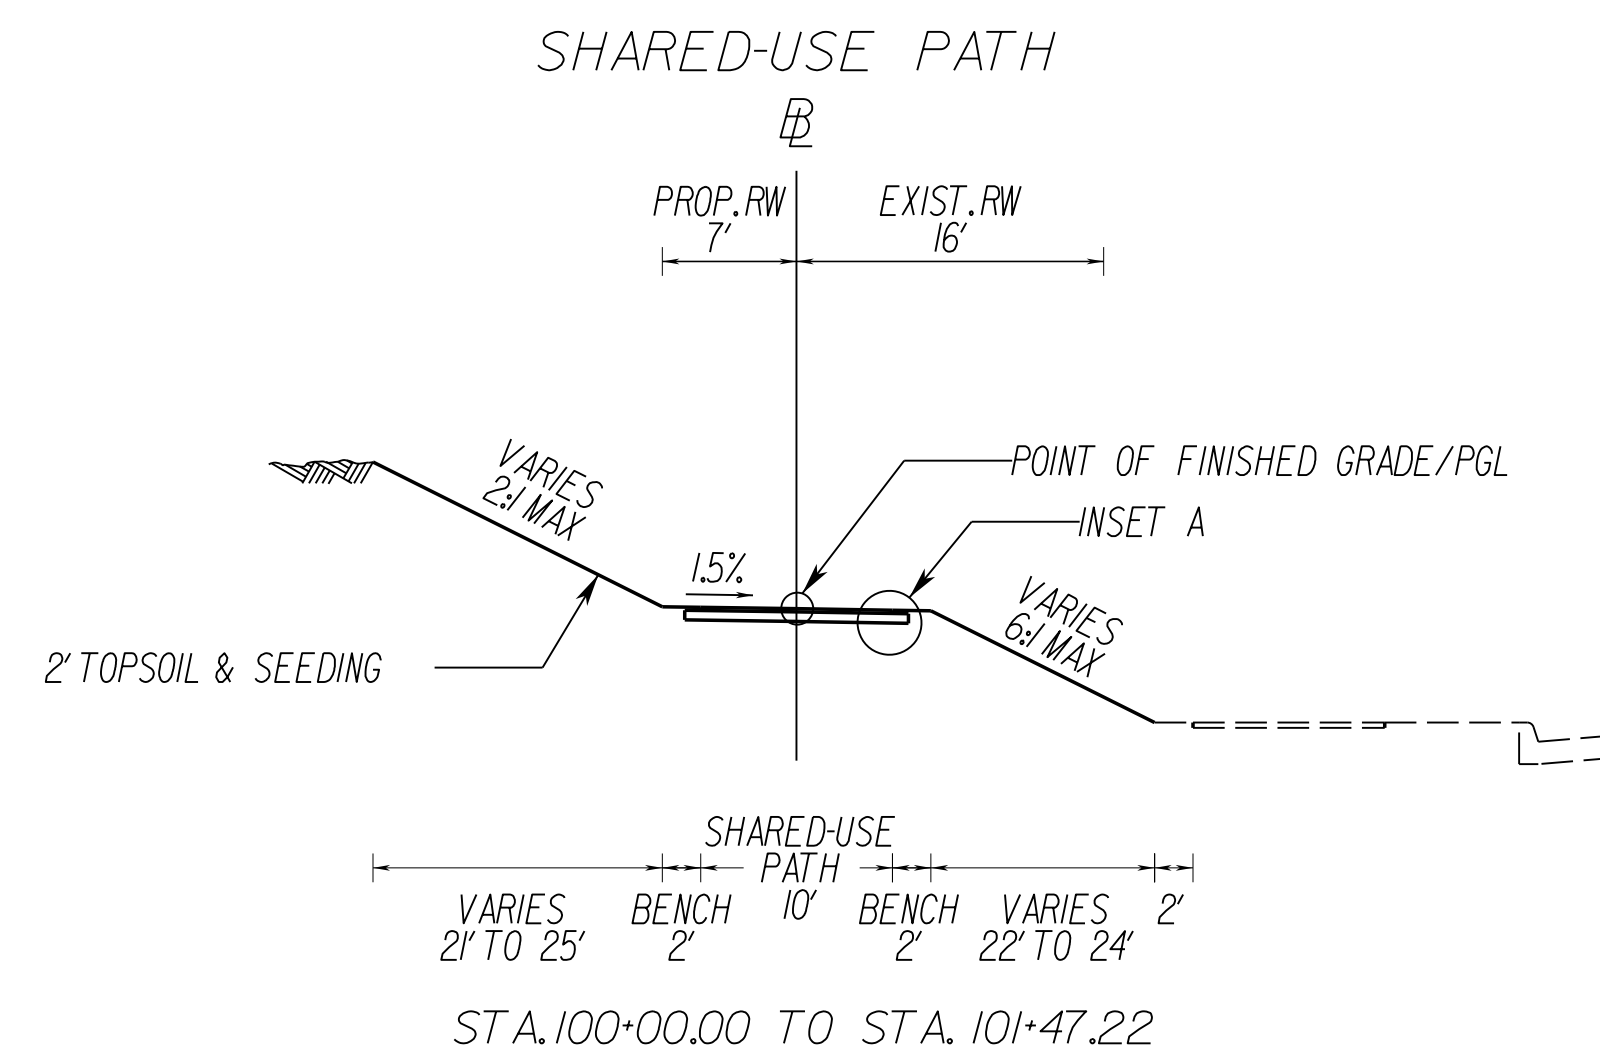 SHARED-USE PATH
BL
PROP.RW
7'
EXIST.RW
16'
VARIES
2:1 MAX
POINT OF FINISHED GRADE/PGL
INSET A
1.5%
VARIES
6:1 MAX
2' TOPSOIL & SEEDING
SHARED-USE
PATH
10'
VARIES
21' TO 25'
BENCH
2'
BENCH
2'
VARIES
22' TO 24'
2'
STA. 100+00.00 TO STA. 101+47.22